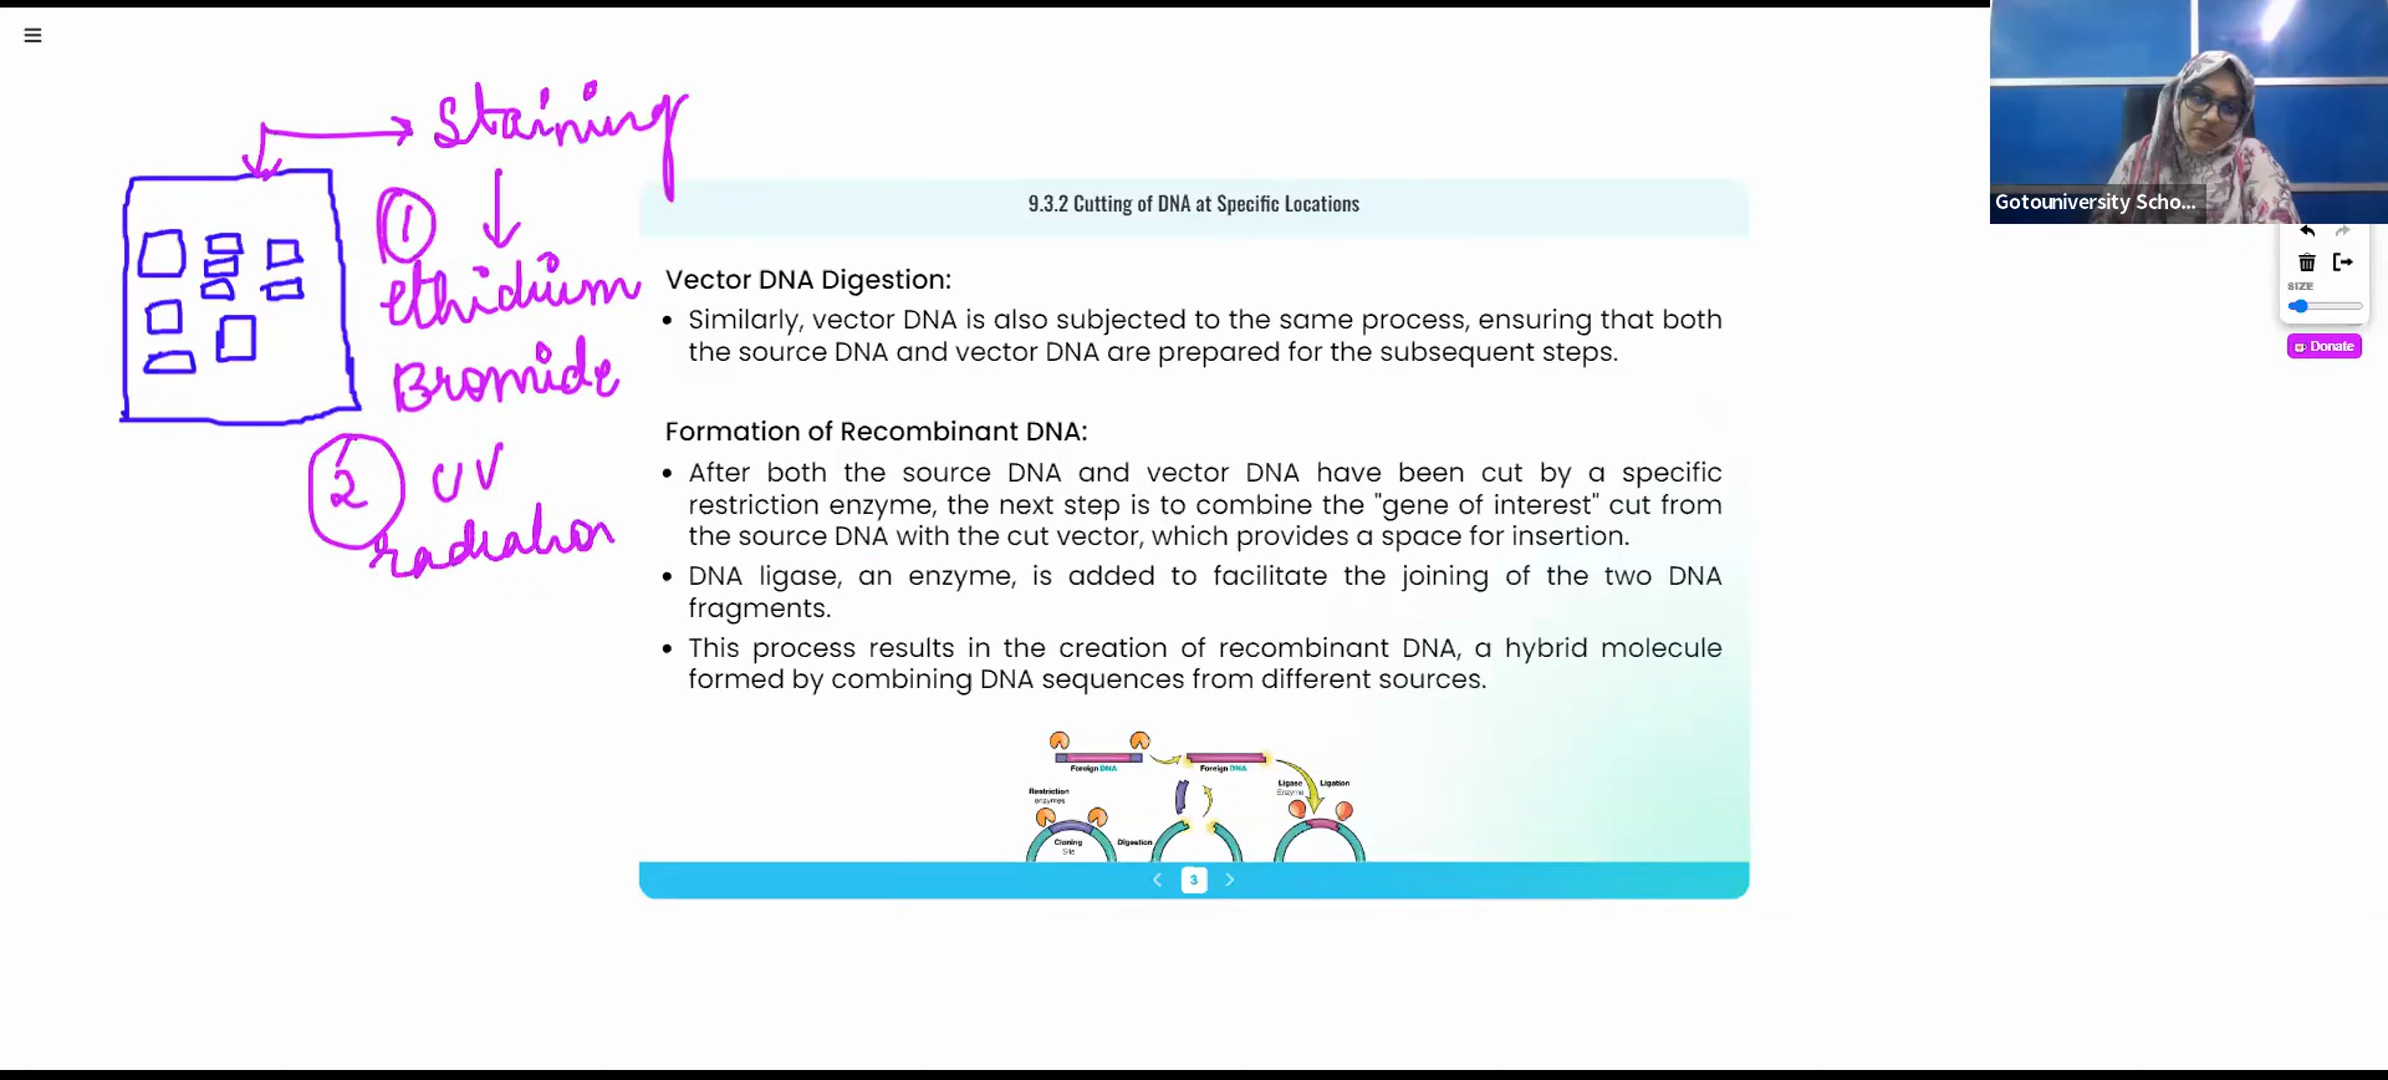 Staining
1
ethidium
Bromide
2 UV
radiation
9.3.2 Cutting of DNA at Specific Locations
Vector DNA Digestion:
• Similarly, vector DNA is also subjected to the same process, ensuring that both
the source DNA and vector DNA are prepared for the subsequent steps.
Formation of Recombinant DNA:
• After both the source DNA and vector DNA have been cut by a specific
restriction enzyme, the next step is to combine the "gene of interest" cut from
the source DNA with the cut vector, which provides a space for insertion.
• DNA ligase, an enzyme, is added to facilitate the joining of the two DNA
fragments.
• This process results in the creation of recombinant DNA, a hybrid molecule
formed by combining DNA sequences from different sources.
Foreign DNA
Foreign DNA
Restriction
enzymes
Ligase
Enzyme
Ligation
Cloning
Site
Digestion
3
Gotouniversity Scho...
SIZE
Donate